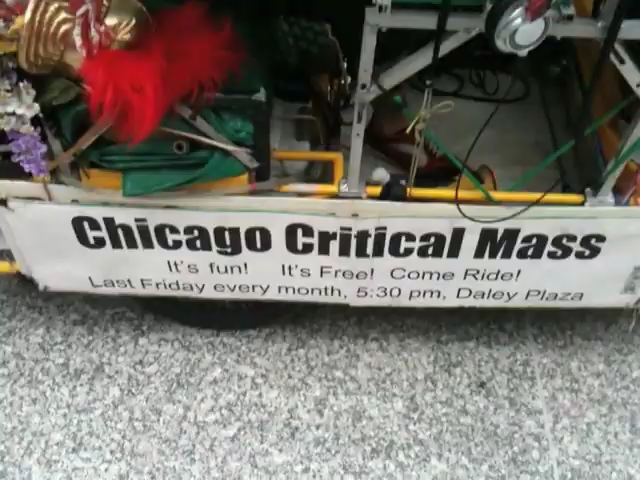 Chicago Critical Mass
It's fun! It's Free! Come Ride!
Last Friday every month, 5:30 pm, Daley Plaza